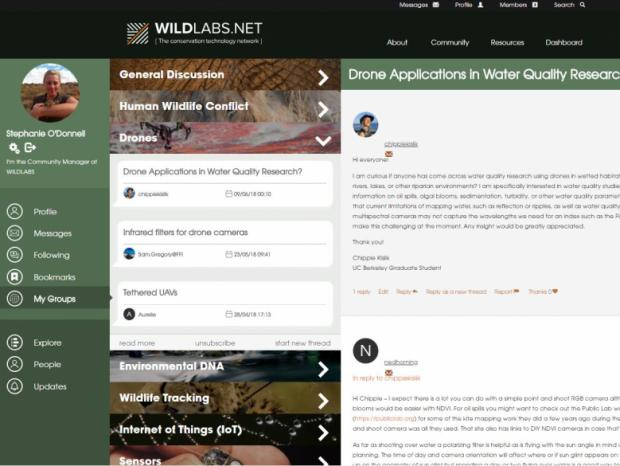 Messages
Profile
Members
Search
WILDLABS.NET
[ The conservation technology network ]
About
Community
Resources
Dashboard
Stephanie O'Donnell
I'm the Community Manager at
WILDLABS
Profile
Messages
Following
Bookmarks
My Groups
Explore
People
Updates
General Discussion
Human Wildlife Conflict
Drones
Drone Applications in Water Quality Research?
chippiekislik
09/06/18 00:10
Infrared filters for drone cameras
Sam.Gregory@FFI
23/05/18 09:41
Tethered UAVs
A
Aurelie
28/04/18 17:13
read more
unsubscribe
start new thread
Environmental DNA
Wildlife Tracking
Internet of Things (IoT)
Sensors
Drone Applications in Water Quality Researc
chippiekislik
Hi everyone,
I am curious if anyone has come across water quality research using drones in wetted habitat
rivers, lakes, or other riparian environments? I am specifically interested in water quality studie
information on oil spills, algal blooms, sedimentation, turbidity, or other water quality paramet
that current limitations of mapping water, such as reflection or ripples, as well as water quality
multispectral cameras may not capture the wavelengths we need for an index such as the
make this challenging at the moment. Any insight would be greatly appreciated.
Thank you!
Chippie Kislik
UC Berkeley Graduate Student
1 reply
Edit
Reply
Reply as a new thread
Report
Thanks 0
N
nedhorning
In reply to chippiekislik
Hi Chippie – I expect there is a lot you can do with a simple point and shoot RGB camera alth
blooms would be easier with NDVI. For oil spills you might want to check out the Public Lab w
(https://publiclab.org) for some of the site mapping work they did a few years ago during the
and shoot camera was all they used. That site also has links to DIY NDVI cameras in case that'
As far as shooting over water a polarizing filter is helpful as is flying with the sun angle in mind
planning. The time of day and camera orientation will affect where or if sun glint appears on